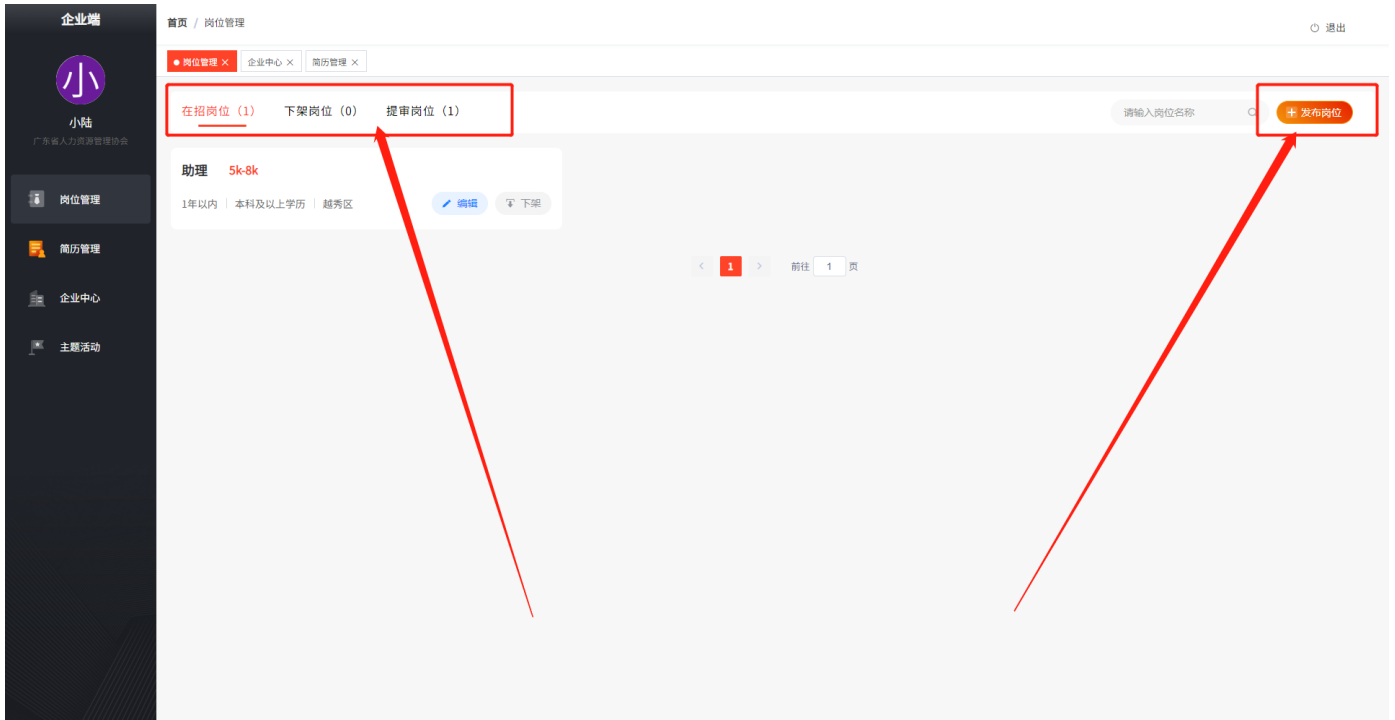 企业端
首页 / 岗位管理
退出
岗位管理 ×
企业中心 ×
简历管理 ×
小
小陆
广东省人力资源管理协会
岗位管理
简历管理
企业中心
主题活动
在招岗位（1） 下架岗位（0） 提审岗位（1）
请输入岗位名称
发布岗位
助理 5k-8k
1年以内 本科及以上学历 越秀区
编辑
下架
< 1 > 前往 1 页